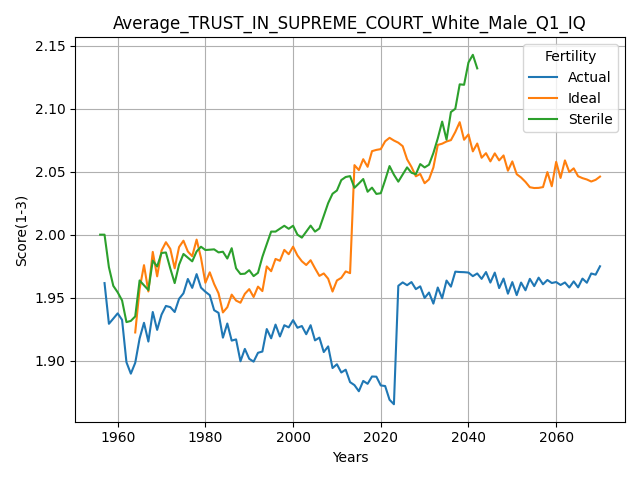 Average_TRUST_IN_SUPREME_COURT_White_Male_Q1_IQ
Fertility
Actual
Ideal
Sterile
Score(1-3)
2.15
2.10
2.05
2.00
1.95
1.90
1960 1980 2000 2020 2040 2060
Years